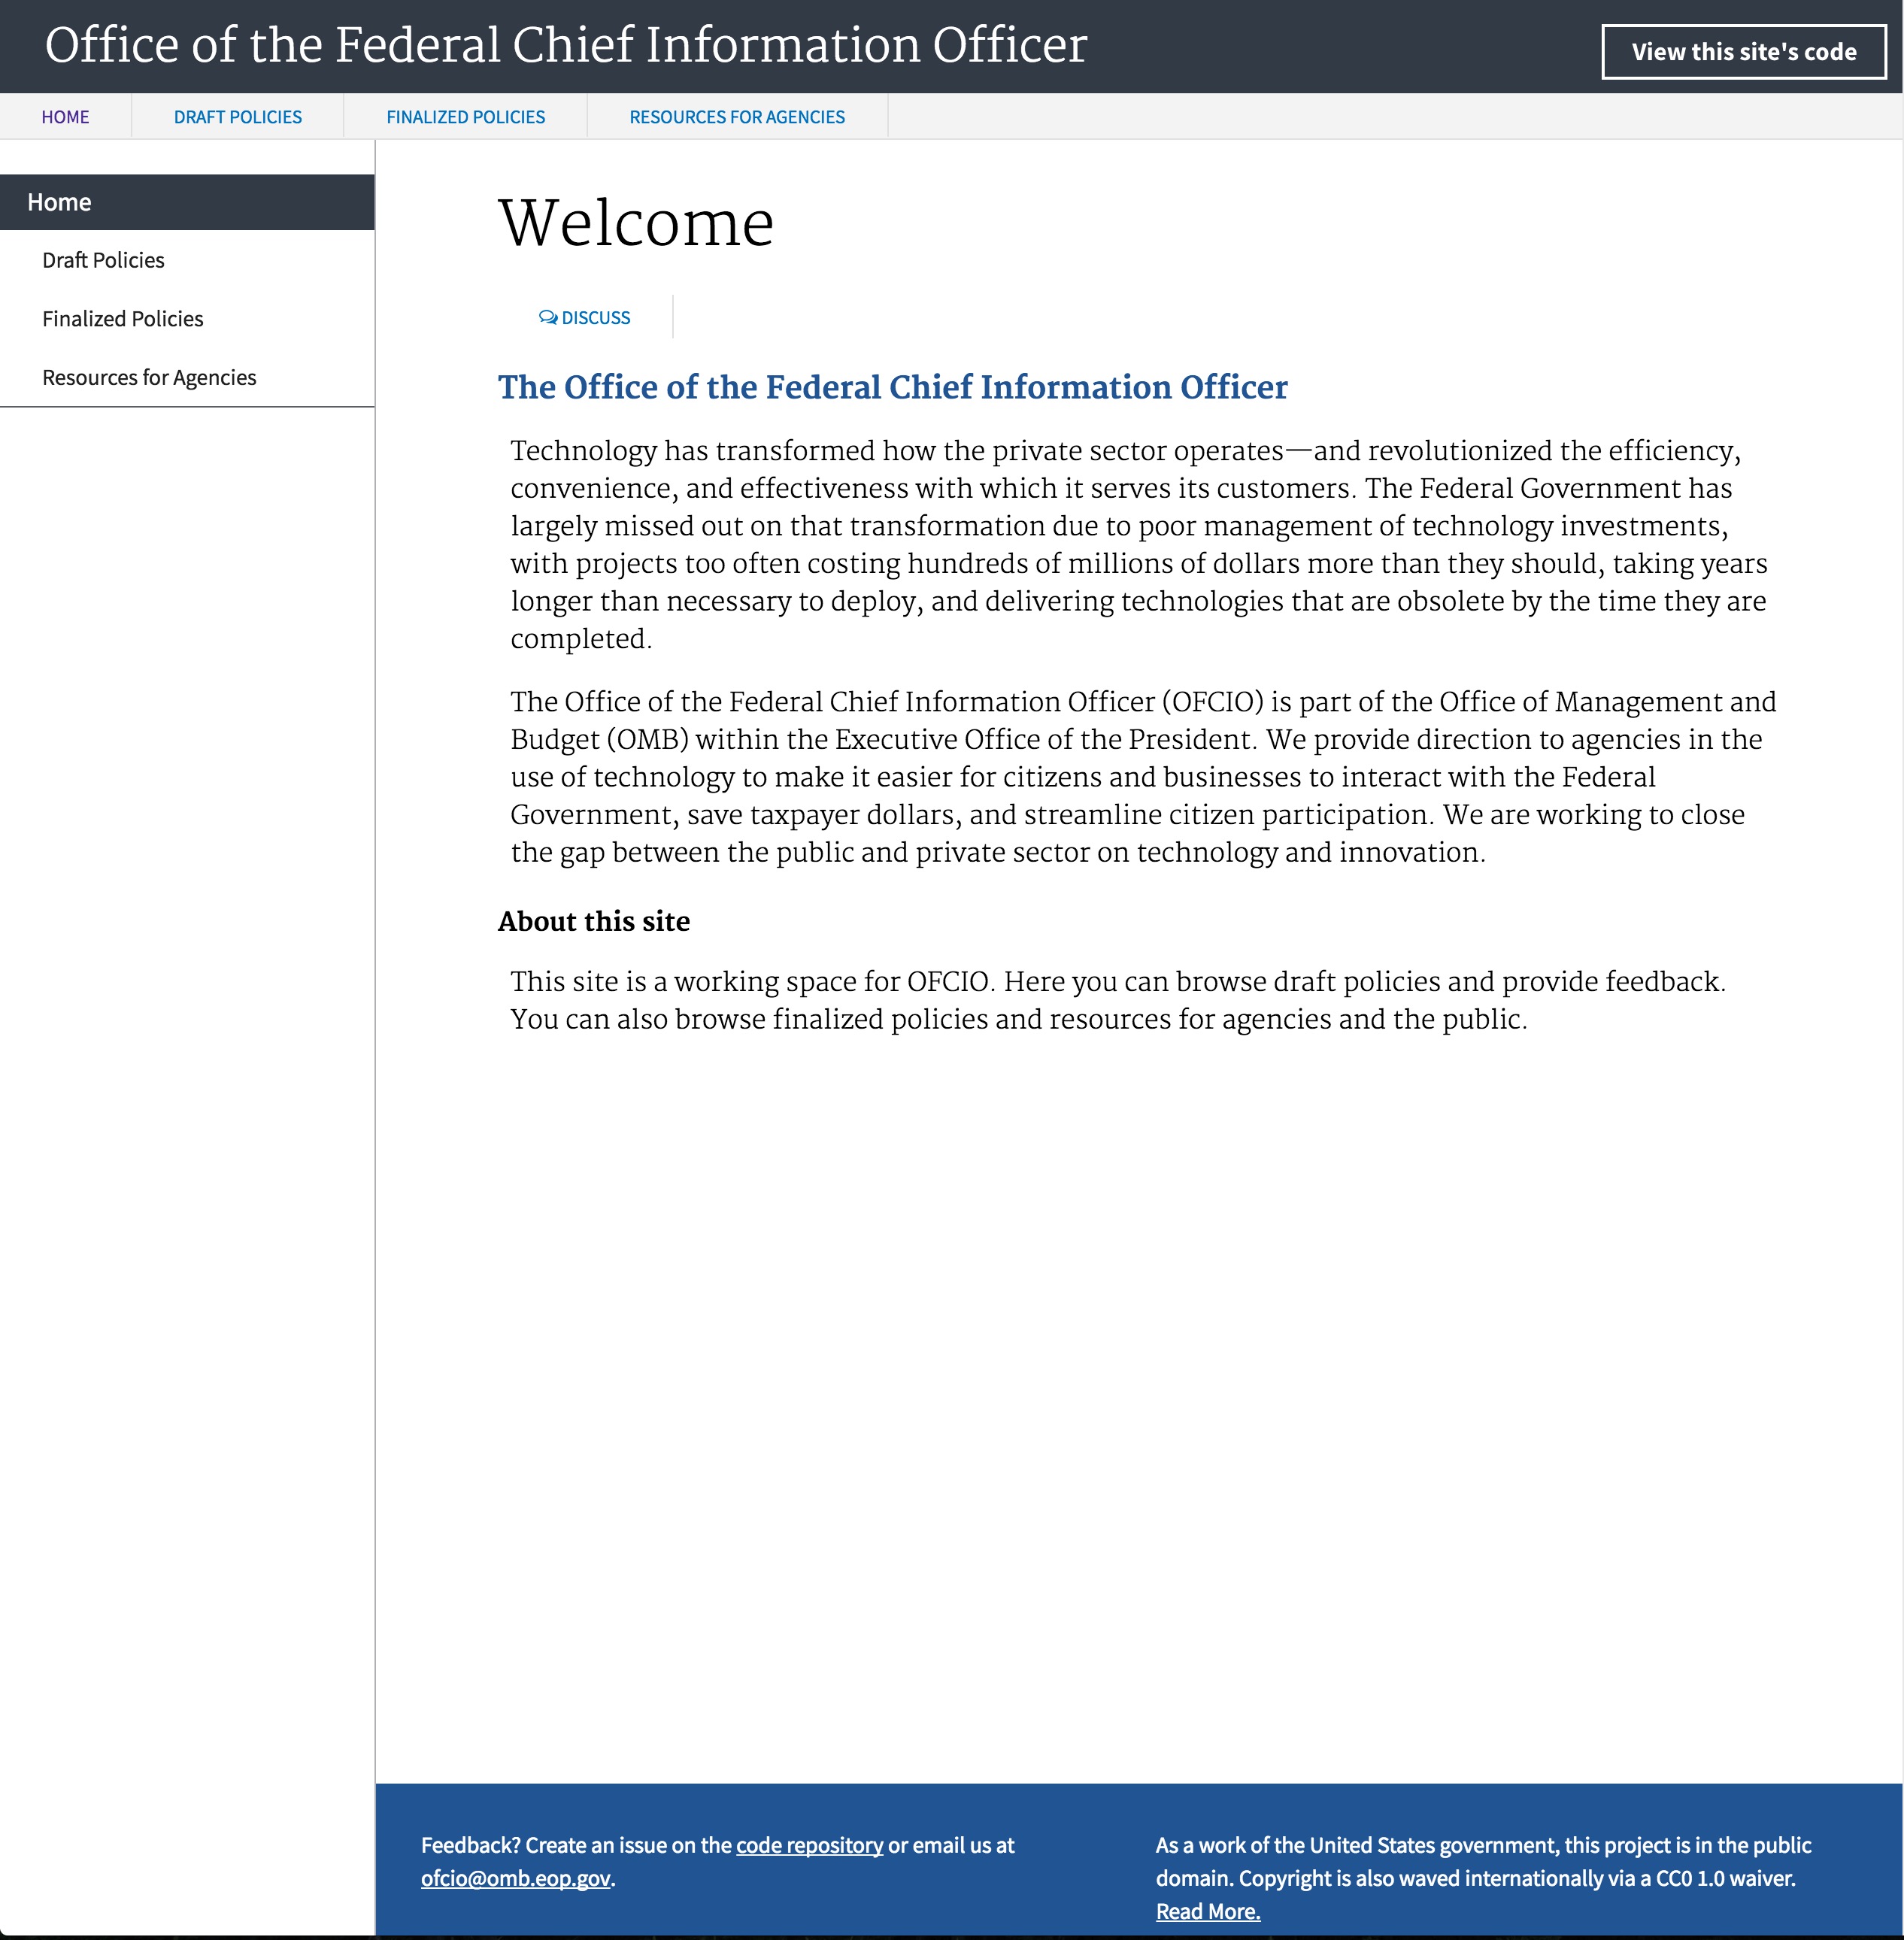 Office of the Federal Chief Information Officer
View this site's code
HOME
DRAFT POLICIES
FINALIZED POLICIES
RESOURCES FOR AGENCIES
Home
Draft Policies
Finalized Policies
Resources for Agencies
Welcome
DISCUSS
The Office of the Federal Chief Information Officer
Technology has transformed how the private sector operates—and revolutionized the efficiency,
convenience, and effectiveness with which it serves its customers. The Federal Government has
largely missed out on that transformation due to poor management of technology investments,
with projects too often costing hundreds of millions of dollars more than they should, taking years
longer than necessary to deploy, and delivering technologies that are obsolete by the time they are
completed.
The Office of the Federal Chief Information Officer (OFCIO) is part of the Office of Management and
Budget (OMB) within the Executive Office of the President. We provide direction to agencies in the
use of technology to make it easier for citizens and businesses to interact with the Federal
Government, save taxpayer dollars, and streamline citizen participation. We are working to close
the gap between the public and private sector on technology and innovation.
About this site
This site is a working space for OFCIO. Here you can browse draft policies and provide feedback.
You can also browse finalized policies and resources for agencies and the public.
Feedback? Create an issue on the code repository or email us at
ofcio@omb.eop.gov.
As a work of the United States government, this project is in the public
domain. Copyright is also waved internationally via a CC0 1.0 waiver.
Read More.